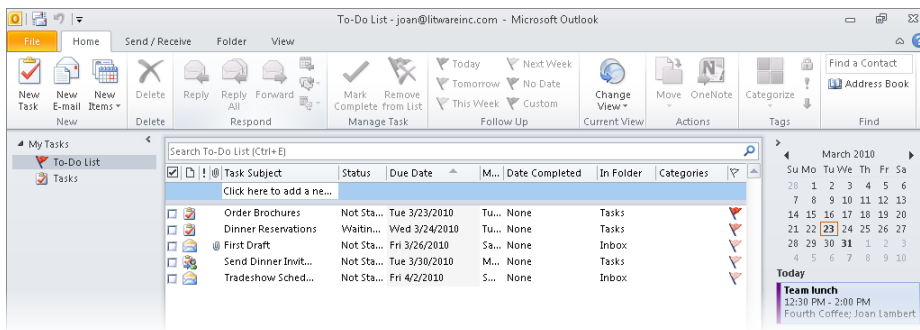 To-Do List - joan@litwareinc.com - Microsoft Outlook
File Home Send / Receive Folder View
New Task New E-mail New Items Delete Reply Reply All Forward Mark Complete Remove from List Today Tomorrow This Week Next Week No Date Custom Change View Move OneNote Categorize Find a Contact Address Book
New Delete Respond Manage Task Follow Up Current View Actions Tags Find
My Tasks
To-Do List
Tasks
Search To-Do List (Ctrl+E)
! Task Subject Status Due Date M... Date Completed In Folder Categories
Click here to add a ne...
Order Brochures Not Sta... Tue 3/23/2010 Tu... None Tasks
Dinner Reservations Waitin... Wed 3/24/2010 Tu... None Tasks
First Draft Not Sta... Fri 3/26/2010 Sa... None Inbox
Send Dinner Invit... Not Sta... Tue 3/30/2010 M... None Tasks
Tradeshow Sched... Not Sta... Fri 4/2/2010 S... None Inbox
March 2010
Su Mo Tu We Th Fr Sa
28 1 2 3 4 5 6
7 8 9 10 11 12 13
14 15 16 17 18 19 20
21 22 23 24 25 26 27
28 29 30 31 1 2 3
4 5 6 7 8 9 10
Today
Team lunch
12:30 PM - 2:00 PM
Fourth Coffee; Joan Lambert